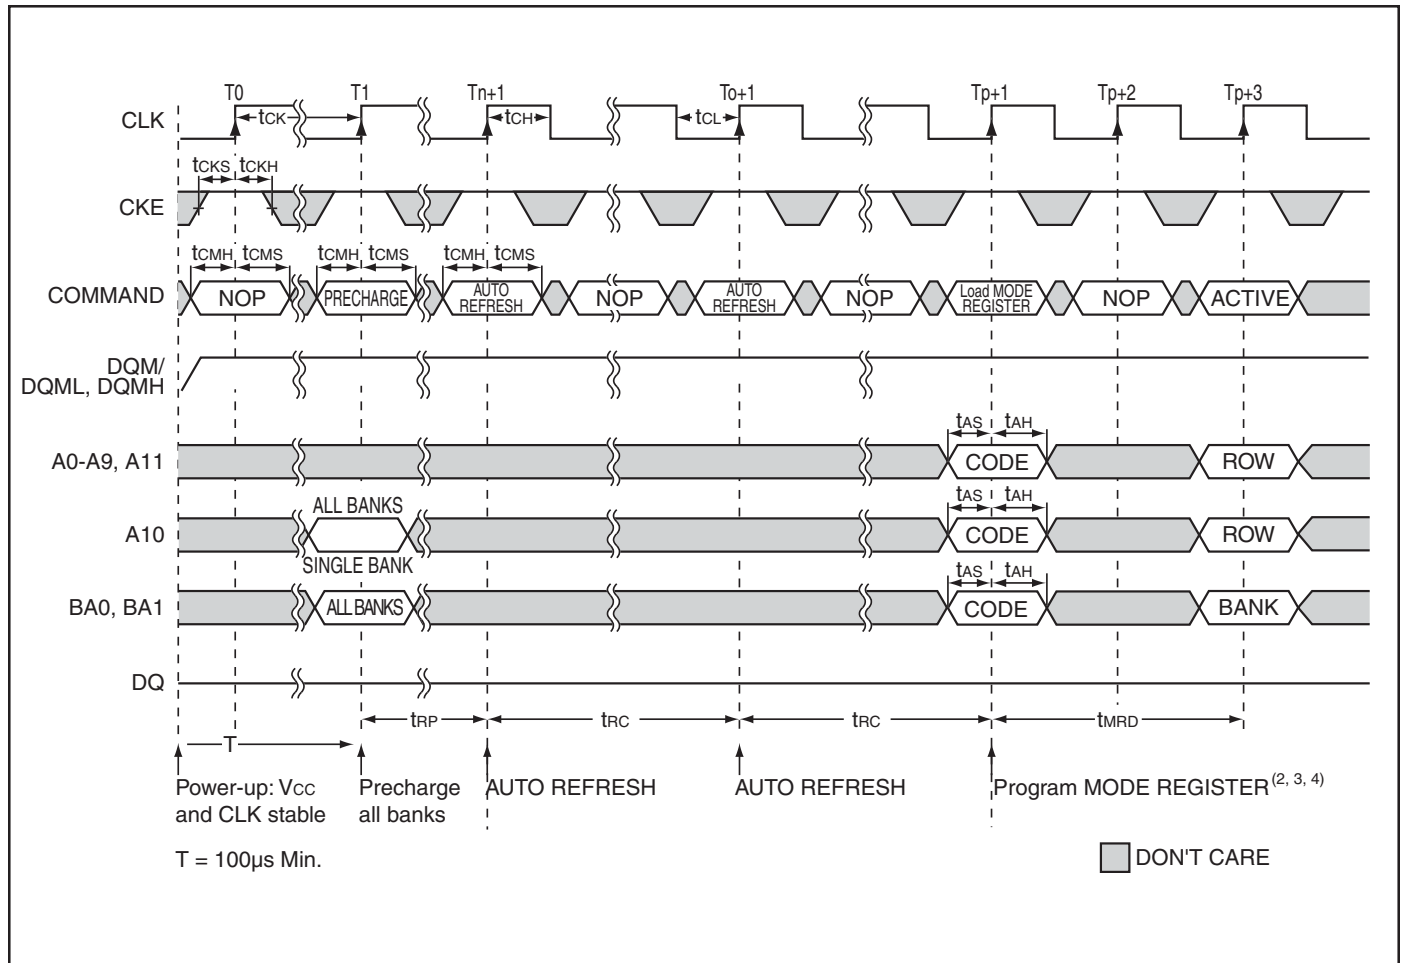 T0 T1 Tn+1 To+1 Tp+1 Tp+2 Tp+3
CLK tCK tCH tCL
tCKS tCKH
CKE
tCMH tCMS tCMH tCMS tCMH tCMS
COMMAND NOP PRECHARGE AUTO REFRESH NOP AUTO REFRESH NOP Load MODE REGISTER NOP ACTIVE
DQM/
DQML, DQMH
tAS tAH
A0-A9, A11 CODE ROW
ALL BANKS tAS tAH
A10 CODE ROW
SINGLE BANK tAS tAH
BA0, BA1 ALL BANKS CODE BANK
DQ
tRP tRC tRC tMRD
T
Power-up: VCC Precharge AUTO REFRESH AUTO REFRESH Program MODE REGISTER(2, 3, 4)
and CLK stable all banks
T = 100µs Min. DON'T CARE